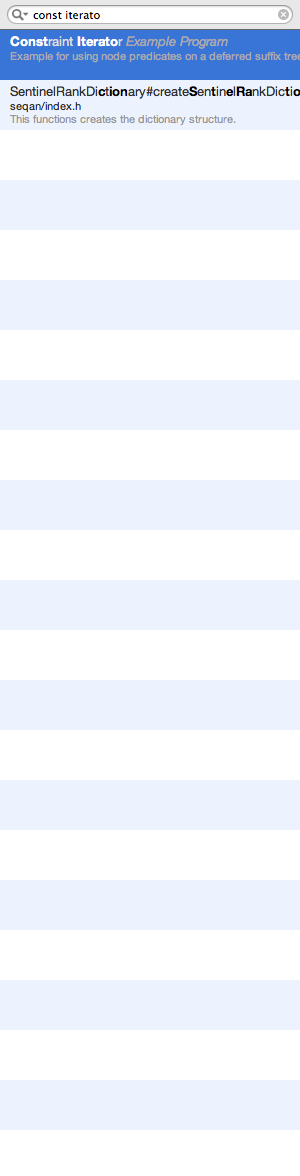 const iterato
Constraint Iterator Example Program
Example for using node predicates on a deferred suffix tree
SentinelRankDictionary#createSentinelRankDictio
seqan/index.h
This functions creates the dictionary structure.